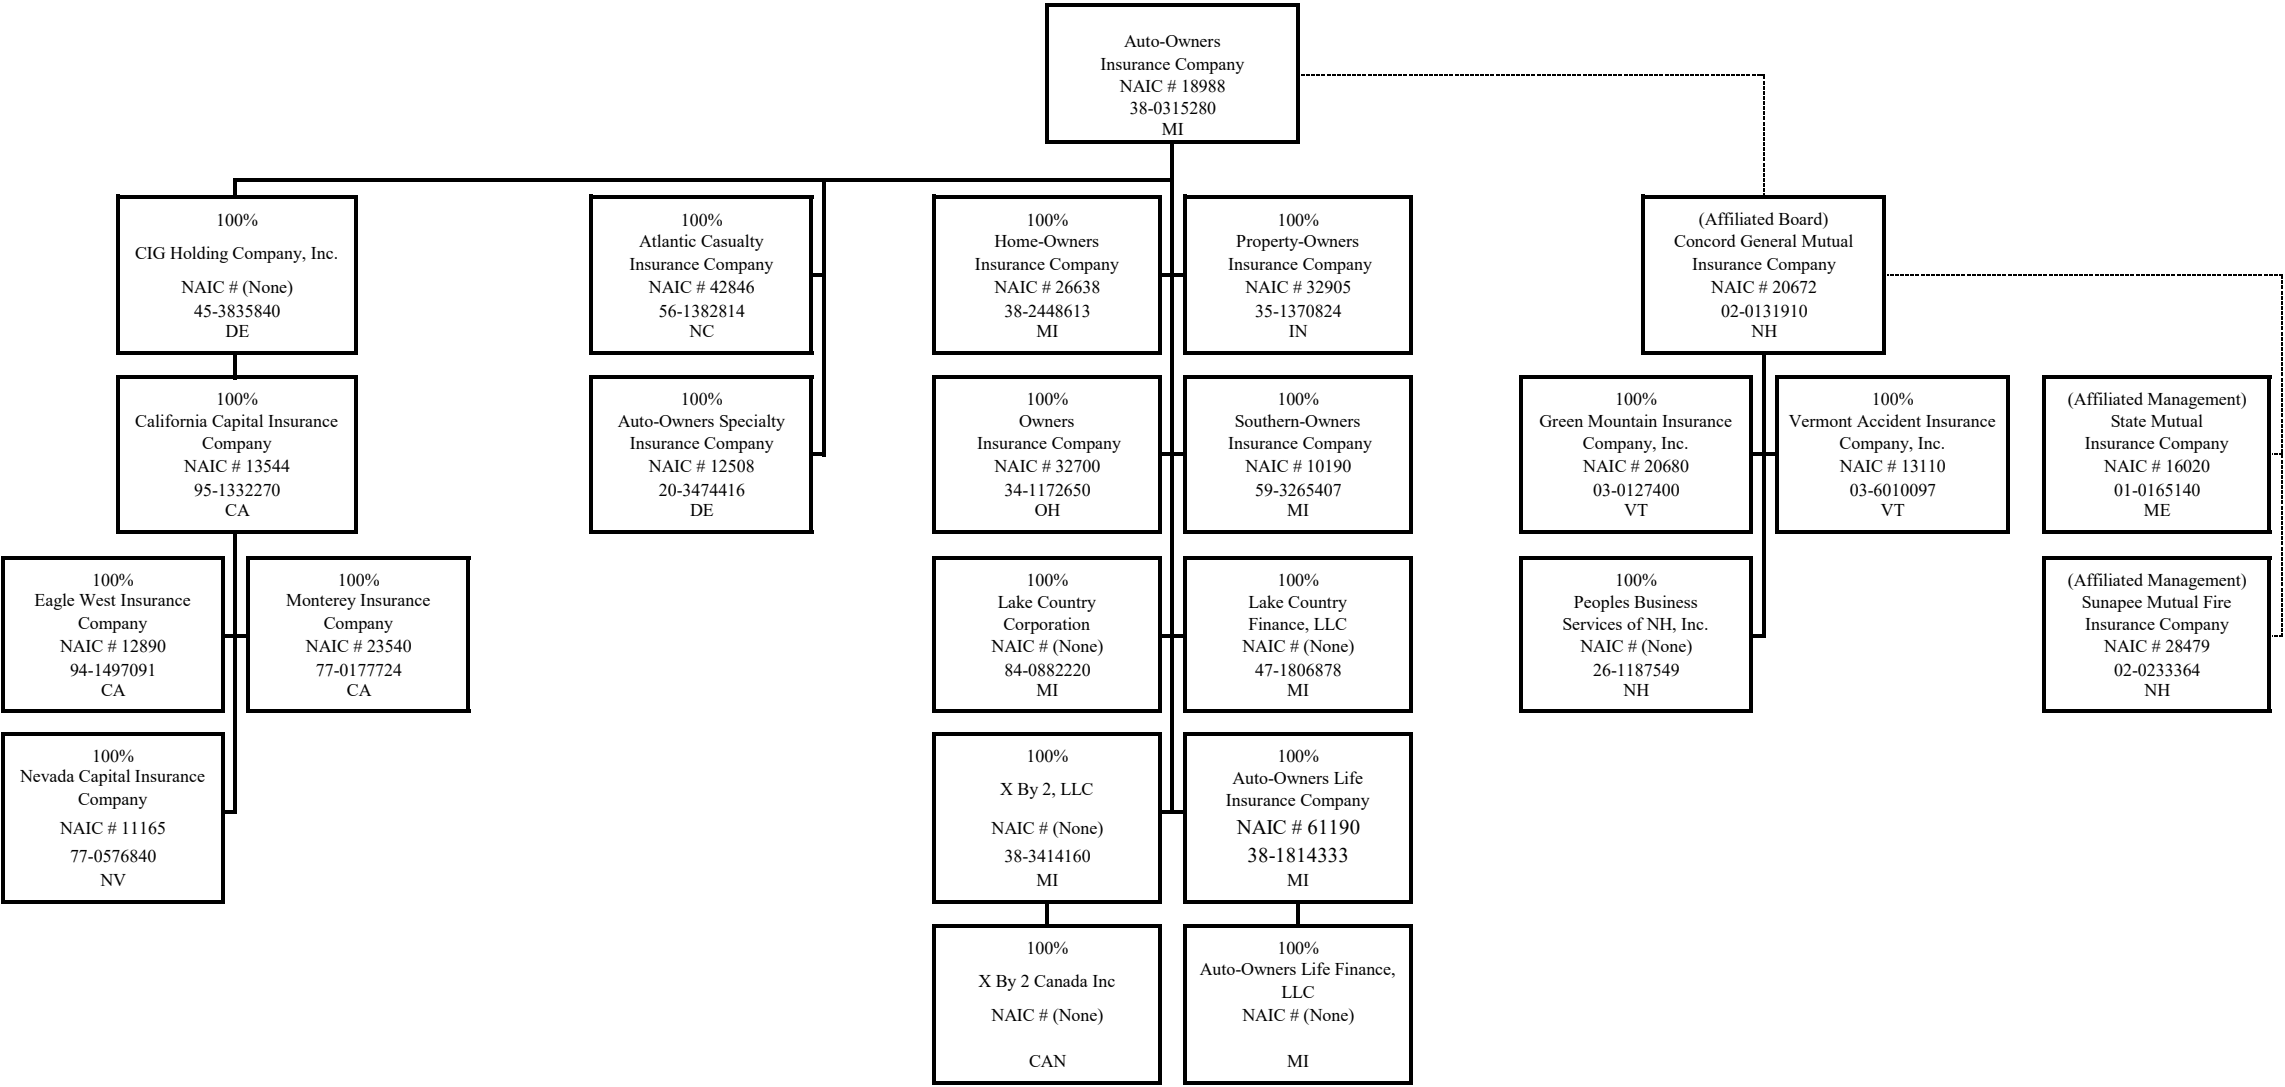 Auto-Owners
Insurance Company
NAIC # 18988
38-0315280
MI
100%
CIG Holding Company, Inc.
NAIC # (None)
45-3835840
DE
100%
Atlantic Casualty
Insurance Company
NAIC # 42846
56-1382814
NC
100%
Home-Owners
Insurance Company
NAIC # 26638
38-2448613
MI
100%
Property-Owners
Insurance Company
NAIC # 32905
35-1370824
IN
(Affiliated Board)
Concord General Mutual
Insurance Company
NAIC # 20672
02-0131910
NH
100%
California Capital Insurance
Company
NAIC # 13544
95-1332270
CA
100%
Auto-Owners Specialty
Insurance Company
NAIC # 12508
20-3474416
DE
100%
Owners
Insurance Company
NAIC # 32700
34-1172650
OH
100%
Southern-Owners
Insurance Company
NAIC # 10190
59-3265407
MI
100%
Green Mountain Insurance
Company, Inc.
NAIC # 20680
03-0127400
VT
100%
Vermont Accident Insurance
Company, Inc.
NAIC # 13110
03-6010097
VT
(Affiliated Management)
State Mutual
Insurance Company
NAIC # 16020
01-0165140
ME
100%
Eagle West Insurance
Company
NAIC # 12890
94-1497091
CA
100%
Monterey Insurance
Company
NAIC # 23540
77-0177724
CA
100%
Lake Country
Corporation
NAIC # (None)
84-0882220
MI
100%
Lake Country
Finance, LLC
NAIC # (None)
47-1806878
MI
100%
Peoples Business
Services of NH, Inc.
NAIC # (None)
26-1187549
NH
(Affiliated Management)
Sunapee Mutual Fire
Insurance Company
NAIC # 28479
02-0233364
NH
100%
Nevada Capital Insurance
Company
NAIC # 11165
77-0576840
NV
100%
X By 2, LLC
NAIC # (None)
38-3414160
MI
100%
Auto-Owners Life
Insurance Company
NAIC # 61190
38-1814333
MI
100%
X By 2 Canada Inc
NAIC # (None)
CAN
100%
Auto-Owners Life Finance,
LLC
NAIC # (None)
MI